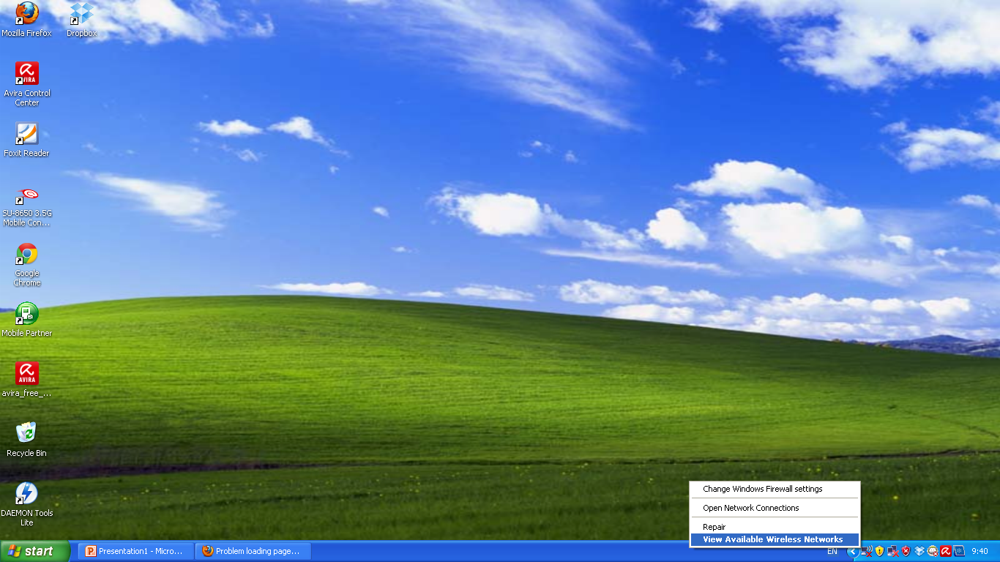 Mozilla Firefox
Dropbox
Avira Control
Center
Foxit Reader
SU-8650 3.5G
Mobile Con...
Google
Chrome
Mobile Partner
AVIRA
avira_free_...
Recycle Bin
DAEMON Tools
Lite
Change Windows Firewall settings
Open Network Connections
Repair
View Available Wireless Networks
start
Presentation1 - Micro...
Problem loading page...
EN
9:40